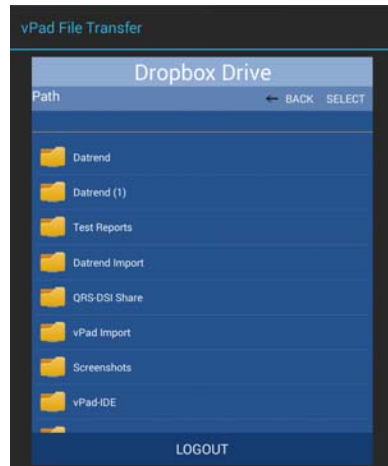 vPad File Transfer
Dropbox Drive
Path ← BACK SELECT
Datrend
Datrend (1)
Test Reports
Datrend Import
QRS-DSI Share
vPad Import
Screenshots
vPad-IDE
LOGOUT